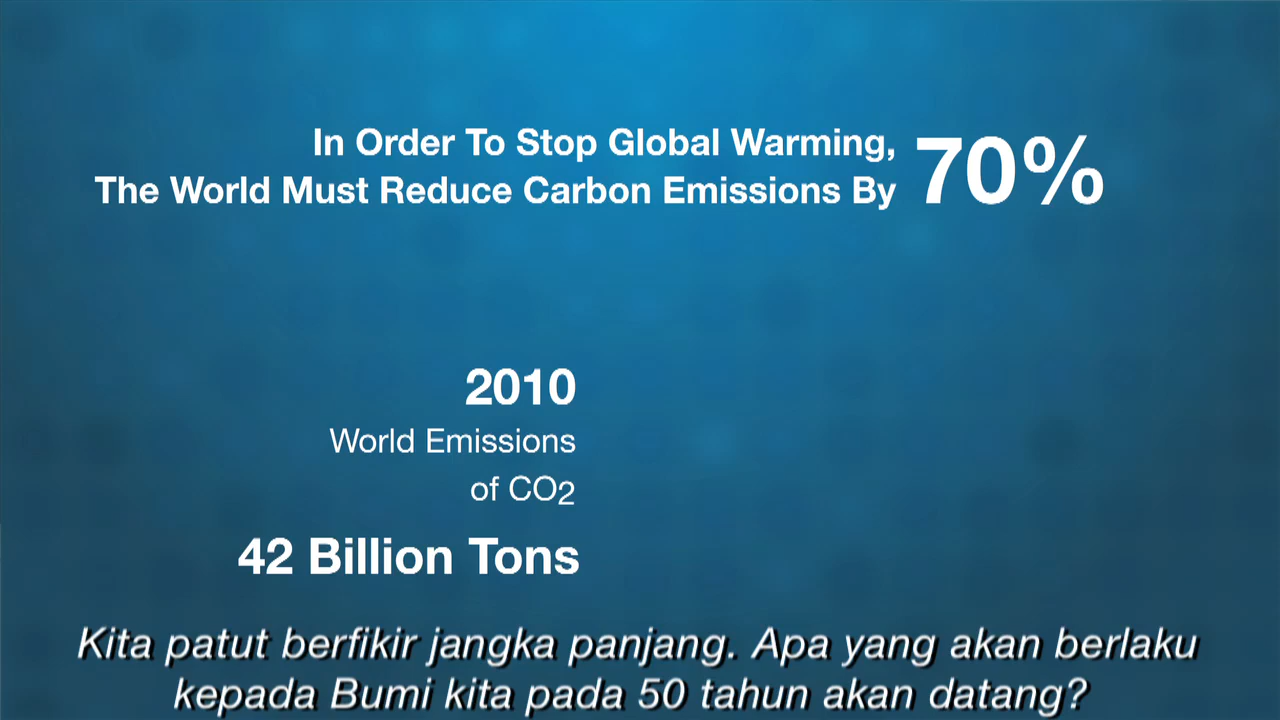 In Order To Stop Global Warming,
The World Must Reduce Carbon Emissions By 70%
2010
World Emissions
of CO2
42 Billion Tons
Kita patut berfikir jangka panjang. Apa yang akan berlaku
kepada Bumi kita pada 50 tahun akan datang?